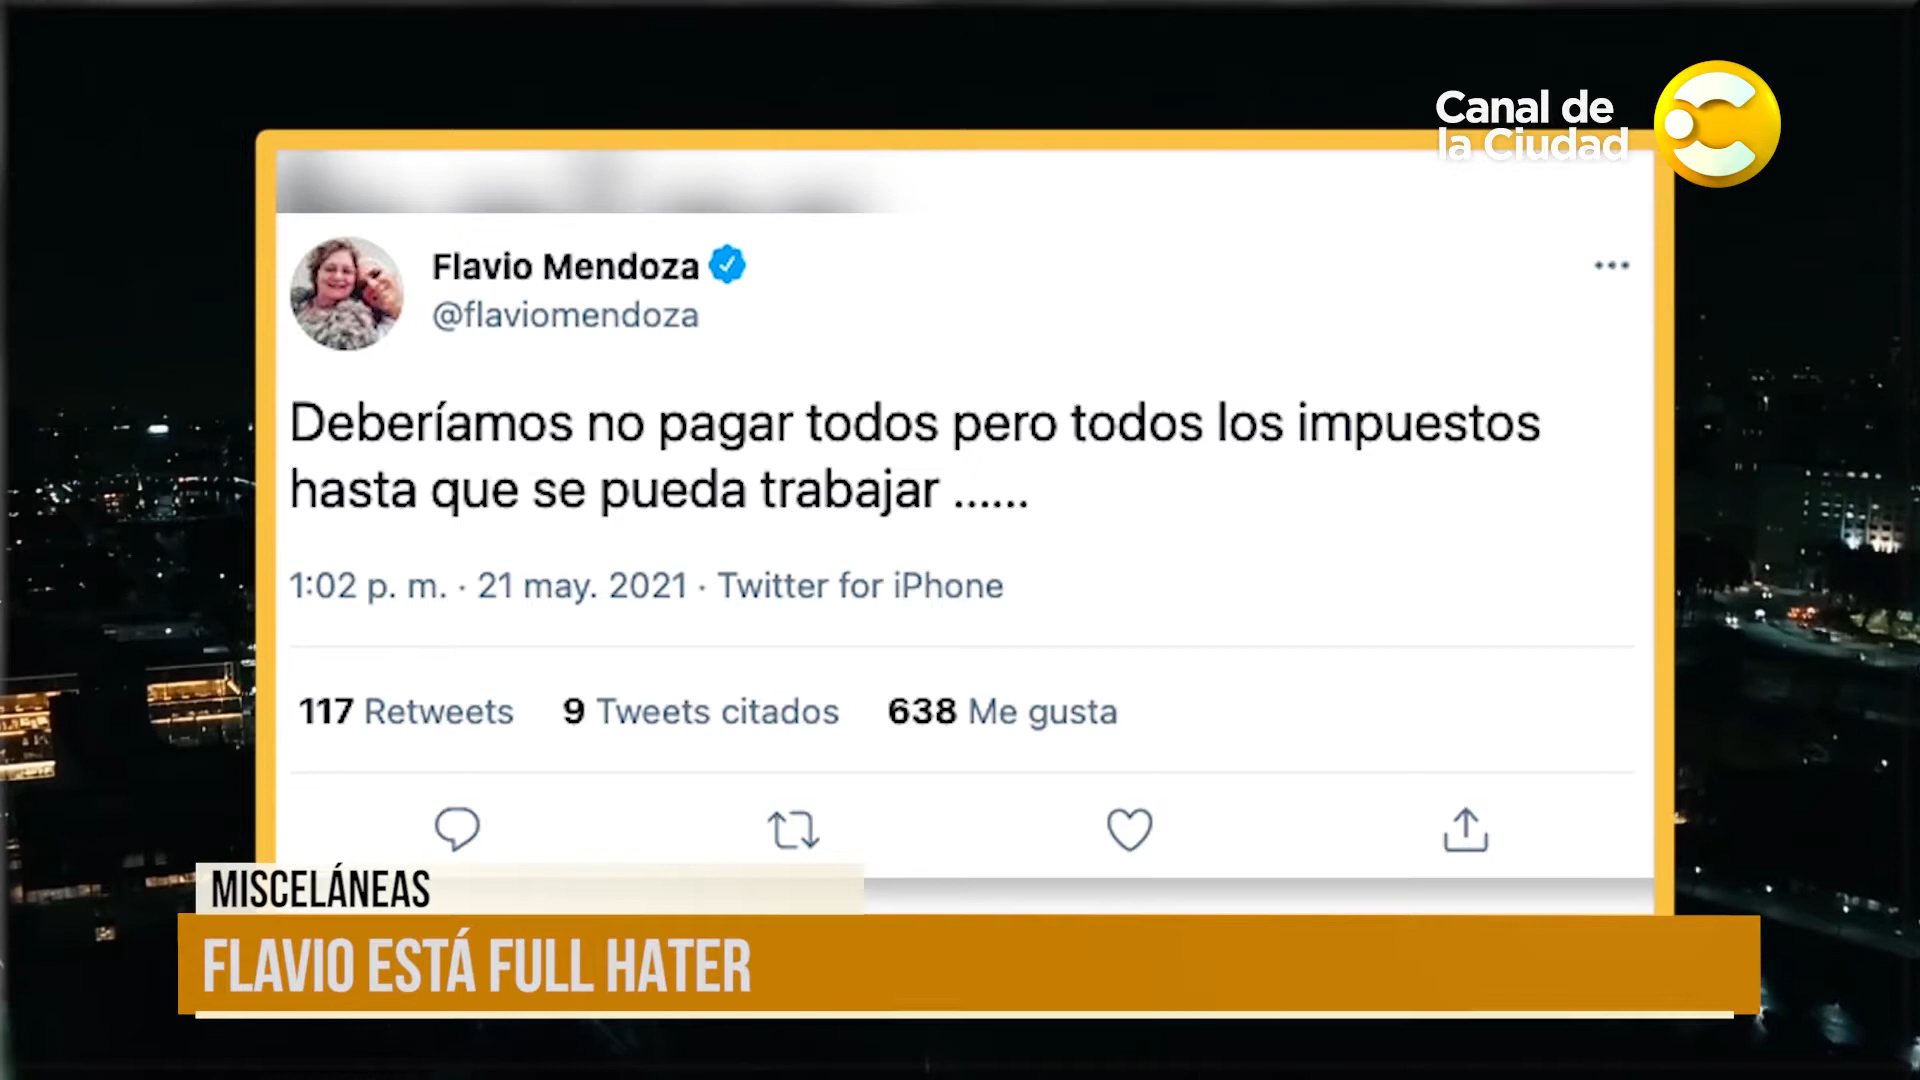 Canal de
la Ciudad
Flavio Mendoza
@flaviomendoza
Deberíamos no pagar todos pero todos los impuestos
hasta que se pueda trabajar ......
1:02 p. m. · 21 may. 2021 · Twitter for iPhone
117 Retweets 9 Tweets citados 638 Me gusta
MISCELÁNEAS
FLAVIO ESTÁ FULL HATER